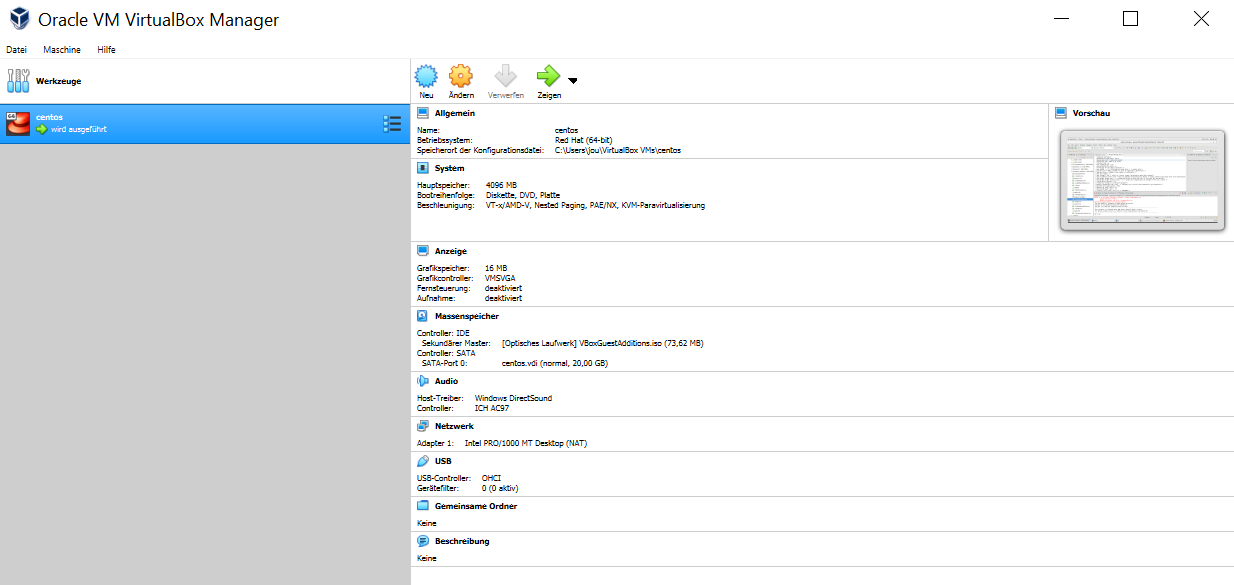 Oracle VM VirtualBox Manager
Datei Maschine Hilfe
Werkzeuge
Neu Ändern Verwerfen Zeigen
64
centos
wird ausgeführt
Allgemein
Name: centos
Betriebssystem: Red Hat (64-bit)
Speicherort der Konfigurationsdatei: C:\Users\jou\VirtualBox VMs\centos
Vorschau
System
Hauptspeicher: 4096 MB
Bootreihenfolge: Diskette, DVD, Platte
Beschleunigung: VT-x/AMD-V, Nested Paging, PAE/NX, KVM-Paravirtualisierung
Anzeige
Grafikspeicher: 16 MB
Grafikcontroller: VMSVGA
Fernsteuerung: deaktiviert
Aufnahme: deaktiviert
Massenspeicher
Controller: IDE
Sekundärer Master: [Optisches Laufwerk] VBoxGuestAdditions.iso (73,62 MB)
Controller: SATA
SATA-Port 0: centos.vdi (normal, 20,00 GB)
Audio
Host-Treiber: Windows DirectSound
Controller: ICH AC97
Netzwerk
Adapter 1: Intel PRO/1000 MT Desktop (NAT)
USB
USB-Controller: OHCI
Gerätefilter: 0 (0 aktiv)
Gemeinsame Ordner
Keine
Beschreibung
Keine